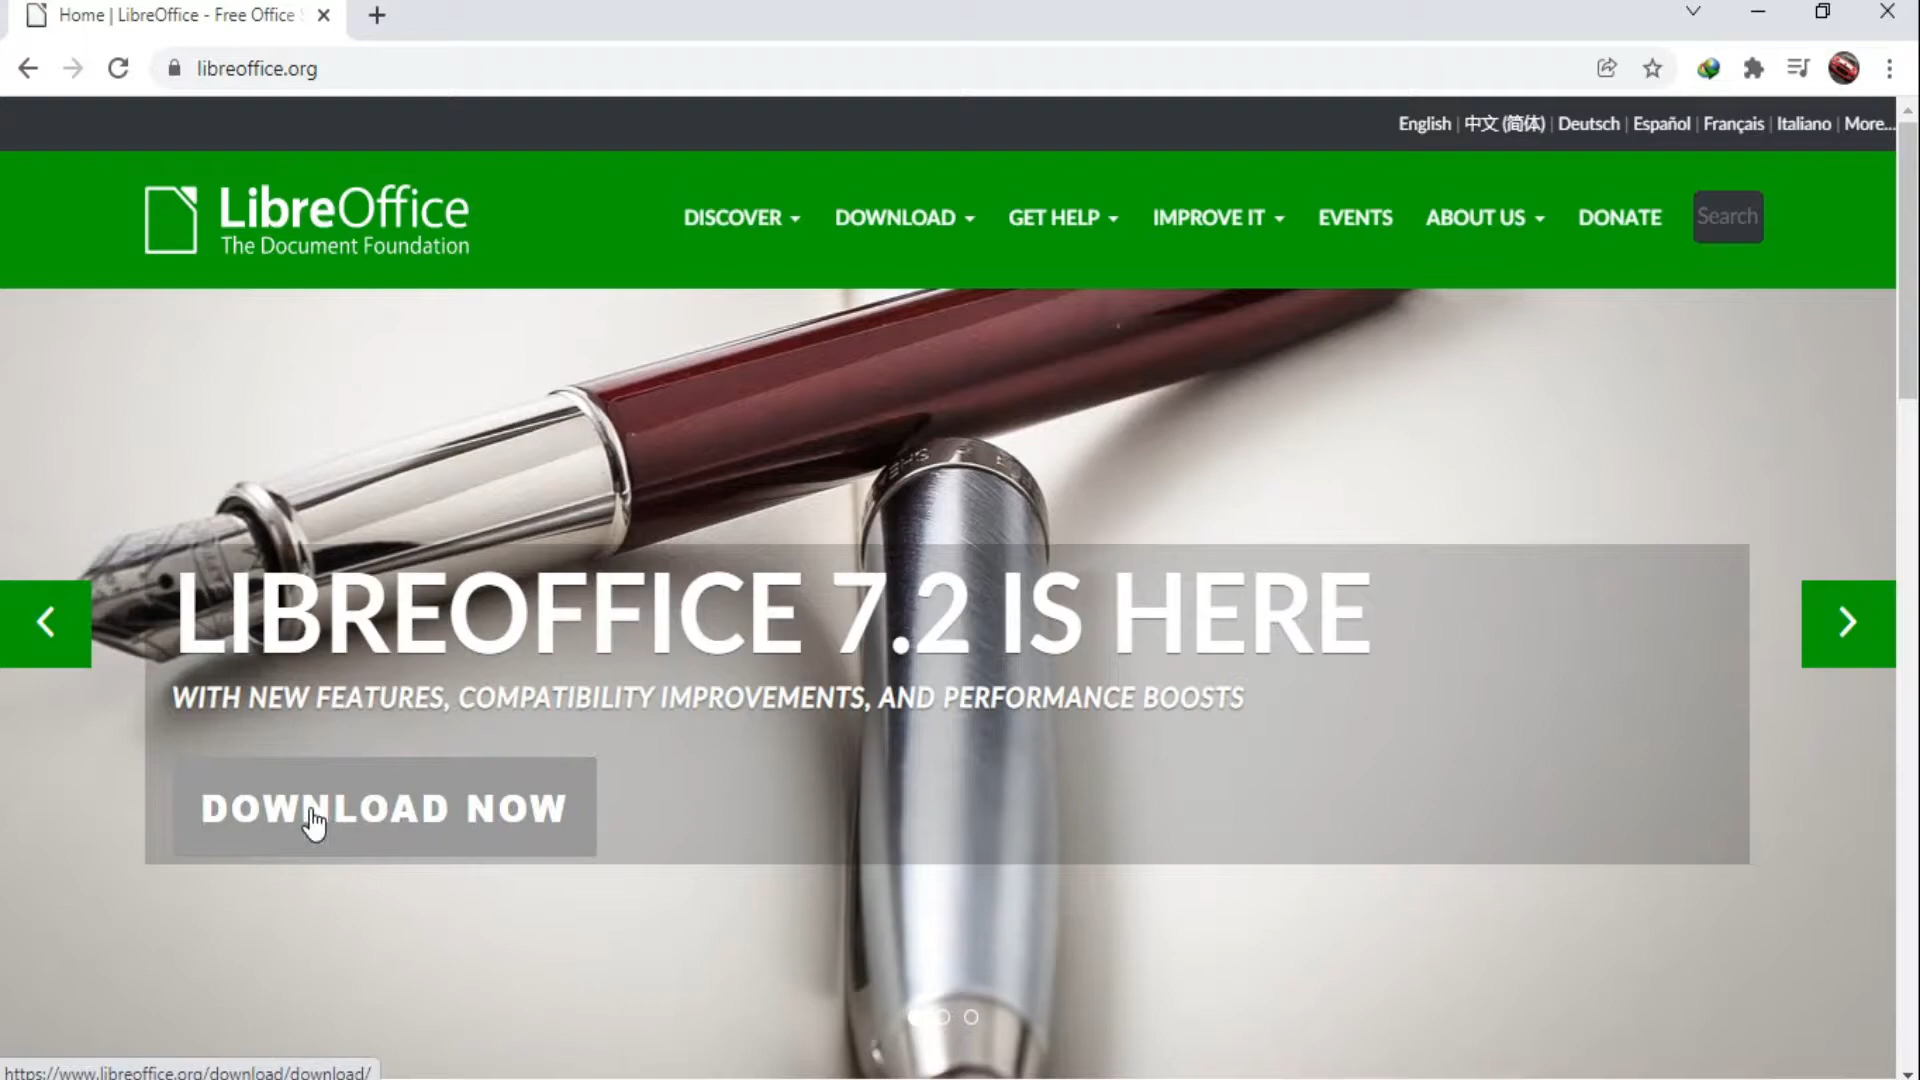 Home | LibreOffice - Free Office
libreoffice.org
English | 中文 (简体) | Deutsch | Español | Français | Italiano | More...
LibreOffice
The Document Foundation
DISCOVER DOWNLOAD GET HELP IMPROVE IT EVENTS ABOUT US DONATE Search
LIBREOFFICE 7.2 IS HERE
WITH NEW FEATURES, COMPATIBILITY IMPROVEMENTS, AND PERFORMANCE BOOSTS
DOWNLOAD NOW
https://www.libreoffice.org/download/download/